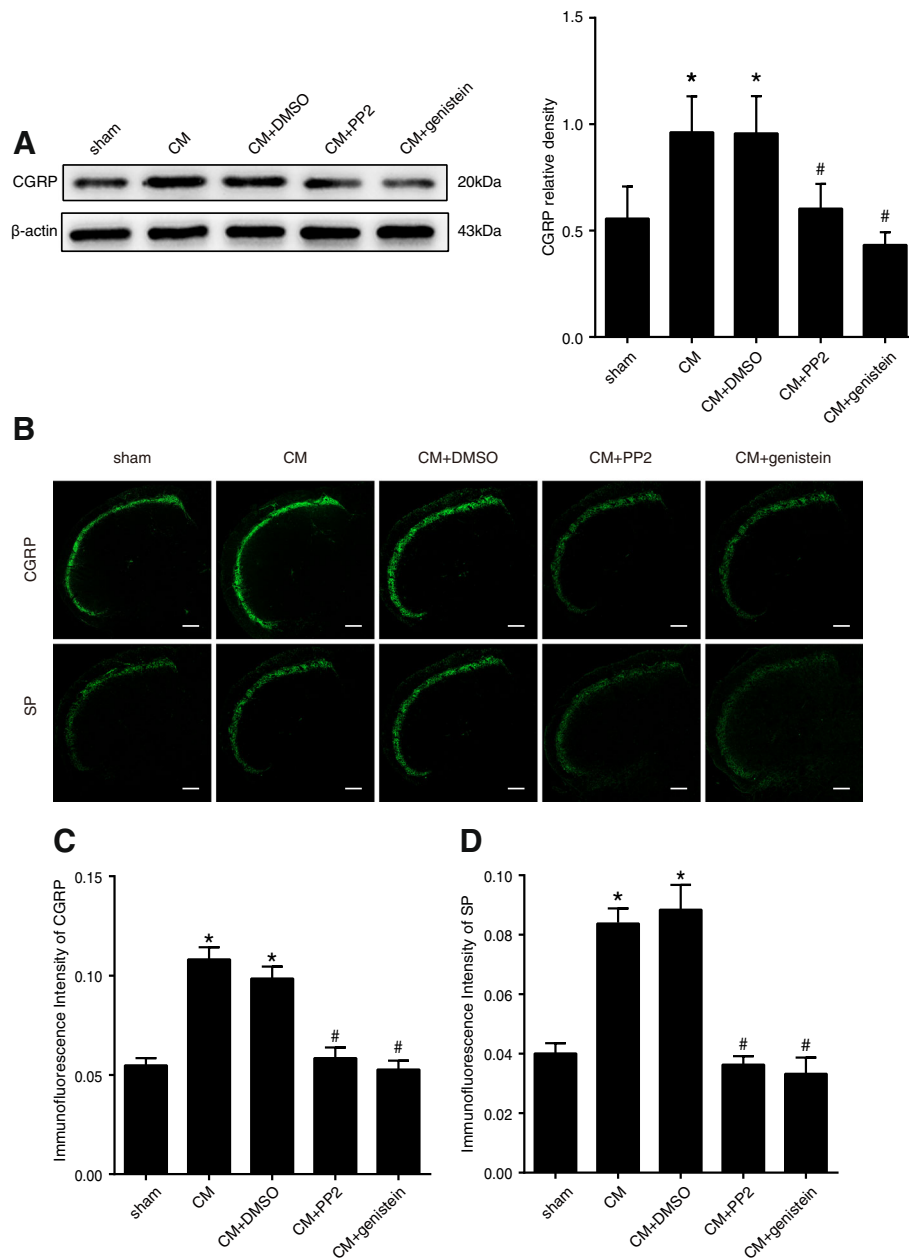 A
sham
CM
CM+DMSO
CM+PP2
CM+genistein
CGRP
20kDa
β-actin
43kDa
CGRP relative density
1.5
1.0
0.5
0.0
*
*
#
#
sham
CM
CM+DMSO
CM+PP2
CM+genistein
B
sham
CM
CM+DMSO
CM+PP2
CM+genistein
CGRP
SP
C
Immunofluorescence Intensity of CGRP
0.15
0.10
0.05
0.00
*
*
#
#
sham
CM
CM+DMSO
CM+PP2
CM+genistein
D
Immunofluorescence Intensity of SP
0.10
0.08
0.06
0.04
0.02
0.00
*
*
#
#
sham
CM
CM+DMSO
CM+PP2
CM+genistein